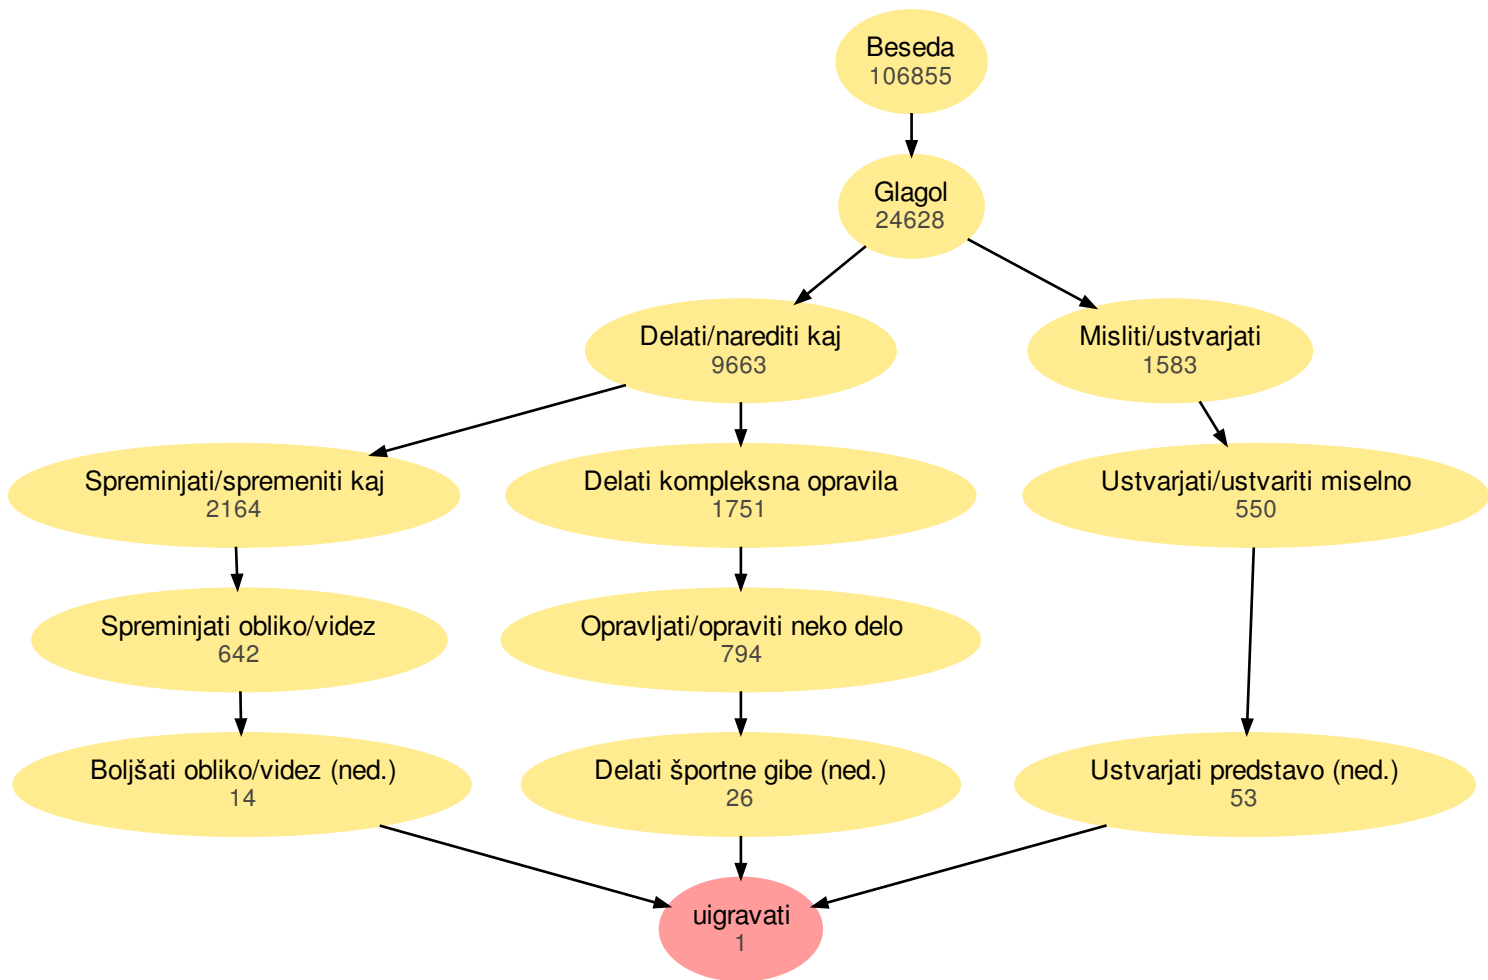 Beseda
106855
Glagol
24628
Delati/narediti kaj
9663
Misliti/ustvarjati
1583
Spreminjati/spremeniti kaj
2164
Delati kompleksna opravila
1751
Ustvarjati/ustvariti miselno
550
Spreminjati obliko/videz
642
Opravljati/opraviti neko delo
794
Boljšati obliko/videz (ned.)
14
Delati športne gibe (ned.)
26
Ustvarjati predstavo (ned.)
53
uigravati
1